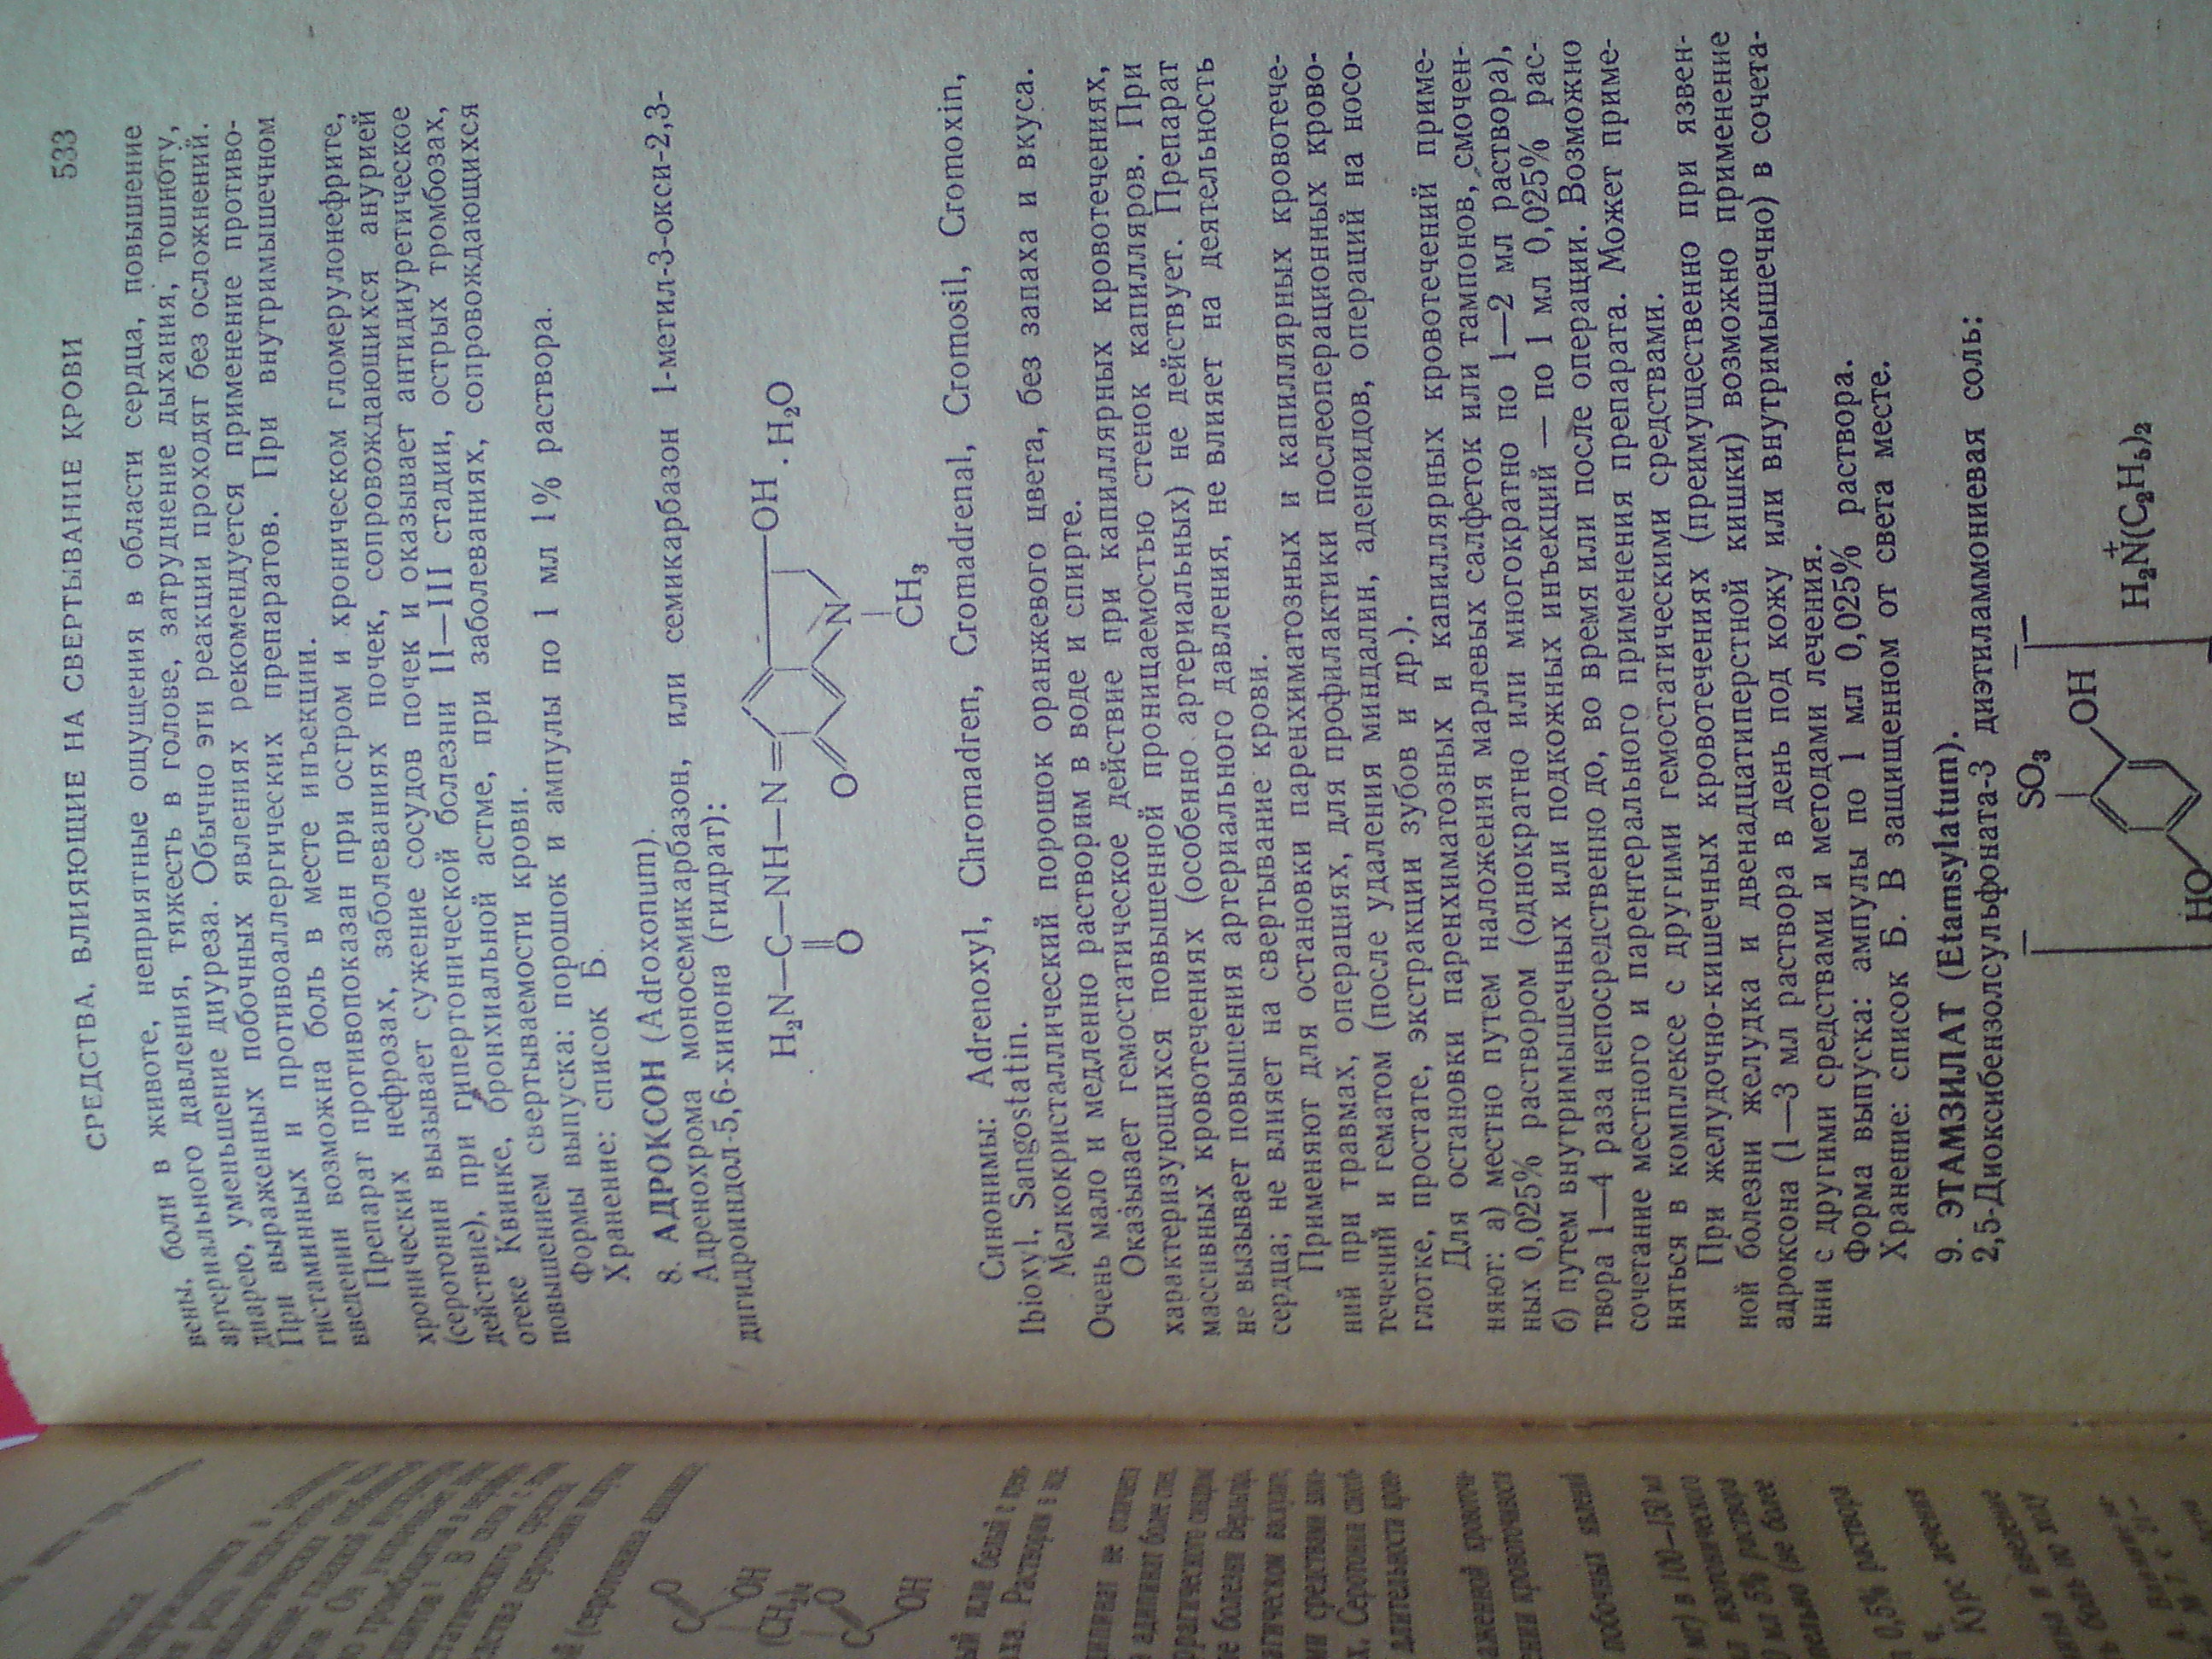 СРЕДСТВА, ВЛИЯЮЩИЕ НА СВЕРТЫВАНИЕ КРОВИ 533
вены, боли в животе, неприятные ощущения в области сердца, повышение
артериального давления, тяжесть в голове, затруднение дыхания, тошноту,
диарею, уменьшение диуреза. Обычно эти реакции проходят без осложнений.
При выраженных побочных явлениях рекомендуется применение противо-
гистаминных и противоаллергических препаратов. При внутримышечном
введении возможна боль в месте инъекции.
Препарат противопоказан при остром и хроническом гломерулонефрите,
хронических нефрозах, заболеваниях почек, сопровождающихся анурией
(серотонин вызывает сужение сосудов почек и оказывает антидиуретическое
действие), при гипертонической болезни II—III стадии, острых тромбозах,
отеке Квинке, бронхиальной астме, при заболеваниях, сопровождающихся
повышением свертываемости крови.
Формы выпуска: порошок и ампулы по 1 мл 1% раствора.
Хранение: список Б.
8. АДРОКСОН (Adroxonum).
Адренохрома моносемикарбазон, или семикарбазон 1-метил-3-окси-2,3-
дигидроиндол-5,6-хинона (гидрат):
H₂N—C—NH—N= OH . H₂O
O O N
CH₃
Синонимы: Adrenoxyl, Chromadren, Cromadrenal, Cromosil, Cromoxin,
Ibioxyl, Sangostatin.
Мелкокристаллический порошок оранжевого цвета, без запаха и вкуса.
Очень мало и медленно растворим в воде и спирте.
Оказывает гемостатическое действие при капиллярных кровотечениях,
характеризующихся повышенной проницаемостью стенок капилляров. При
массивных кровотечениях (особенно артериальных) не действует. Препарат
не вызывает повышения артериального давления, не влияет на деятельность
сердца; не влияет на свертывание крови.
Применяют для остановки паренхиматозных и капиллярных кровотече-
ний при травмах, операциях, для профилактики послеоперационных крово-
течений и гематом (после удаления миндалин, аденоидов, операций на носо-
глотке, простате, экстракции зубов и др.).
Для остановки паренхиматозных и капиллярных кровотечений приме-
няют: а) местно путем наложения марлевых салфеток или тампонов, смочен-
ных 0,025% раствором (однократно или многократно по 1—2 мл раствора),
б) путем внутримышечных или подкожных инъекций — по 1 мл 0,025% рас-
твора 1—4 раза непосредственно до, во время или после операции. Возможно
сочетание местного и парентерального применения препарата. Может приме-
няться в комплексе с другими гемостатическими средствами.
При желудочно-кишечных кровотечениях (преимущественно при язвен-
ной болезни желудка и двенадцатиперстной кишки) возможно применение
адроксона (1—3 мл раствора в день под кожу или внутримышечно) в сочета-
нии с другими средствами и методами лечения.
Форма выпуска: ампулы по 1 мл 0,025% раствора.
Хранение: список Б. В защищенном от света месте.
9. ЭТАМЗИЛАТ (Etamsylatum).
2,5-Диоксибензолсульфоната-3 диэтиламмониевая соль:
SO₃
OH
H₂N⁺(C₂H₅)₂
HO